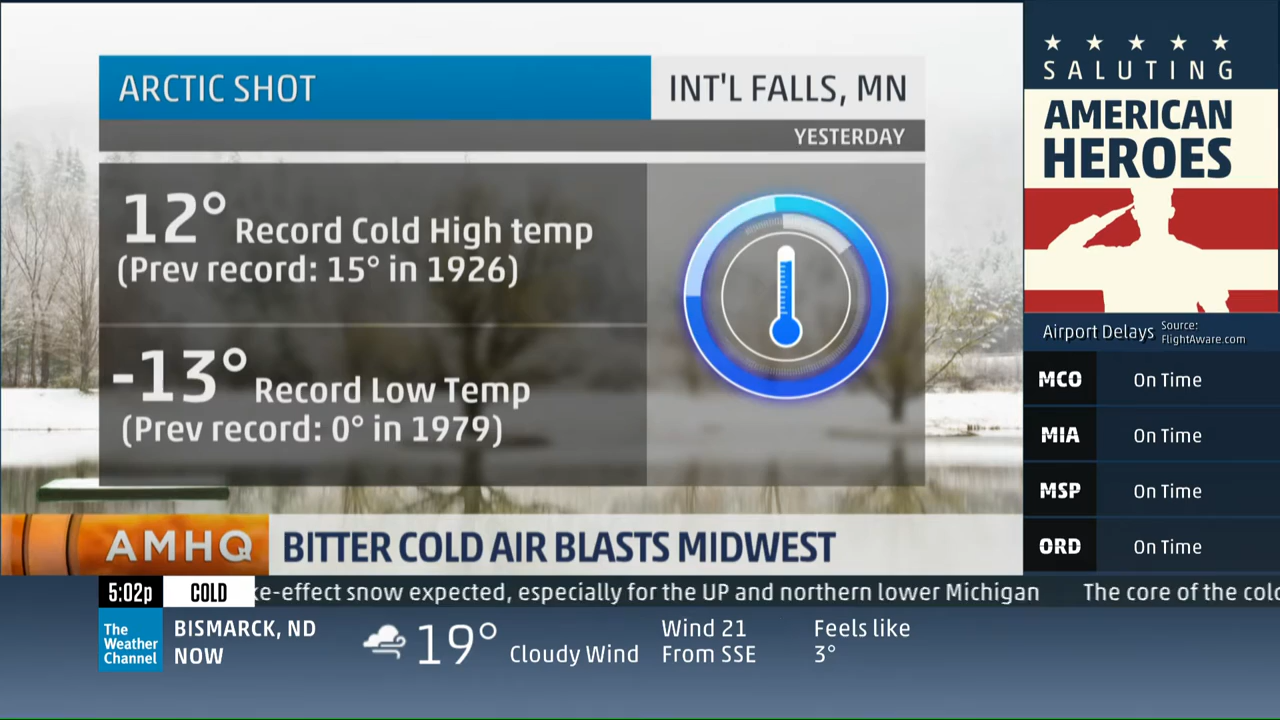 ARCTIC SHOT
INT'L FALLS, MN
YESTERDAY
12° Record Cold High temp
(Prev record: 15° in 1926)
-13° Record Low Temp
(Prev record: 0° in 1979)
SALUTING
AMERICAN
HEROES
Airport Delays Source:
FlightAware.com
MCO On Time
MIA On Time
MSP On Time
ORD On Time
AMHQ BITTER COLD AIR BLASTS MIDWEST
5:02p COLD ke-effect snow expected, especially for the UP and northern lower Michigan The core of the cold
The
Weather
Channel
BISMARCK, ND
NOW
19° Cloudy Wind
Wind 21
From SSE
Feels like
3°